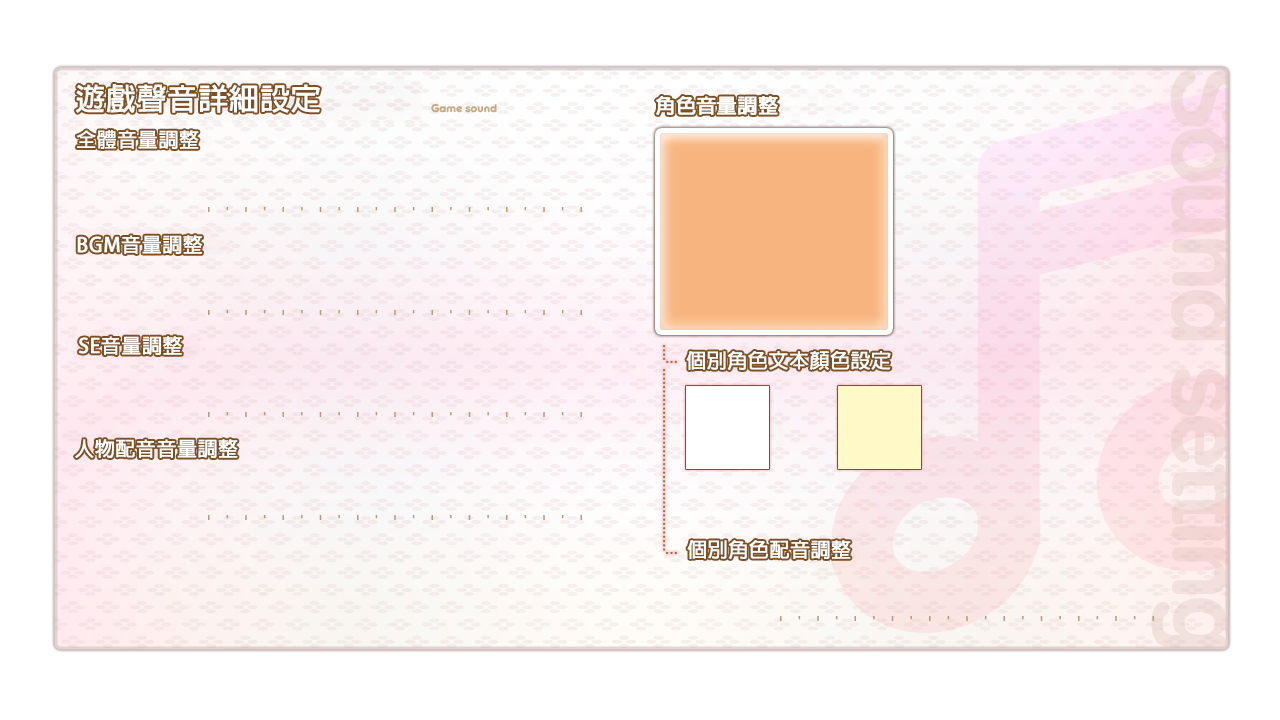 遊戲聲音詳細設定
Game sound
全體音量調整
BGM音量調整
SE音量調整
人物配音音量調整
角色音量調整
個別角色文本顏色設定
個別角色配音調整
sound setting